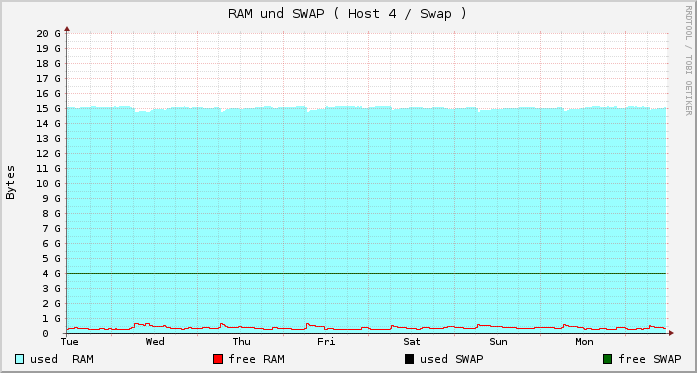 RAM und SWAP ( Host 4 / Swap )
RRDTOOL / TOBI OETIKER
Bytes
20 G
19 G
18 G
17 G
16 G
15 G
14 G
13 G
12 G
11 G
10 G
9 G
8 G
7 G
6 G
5 G
4 G
3 G
2 G
1 G
0
Tue Wed Thu Fri Sat Sun Mon
used RAM free RAM used SWAP free SWAP